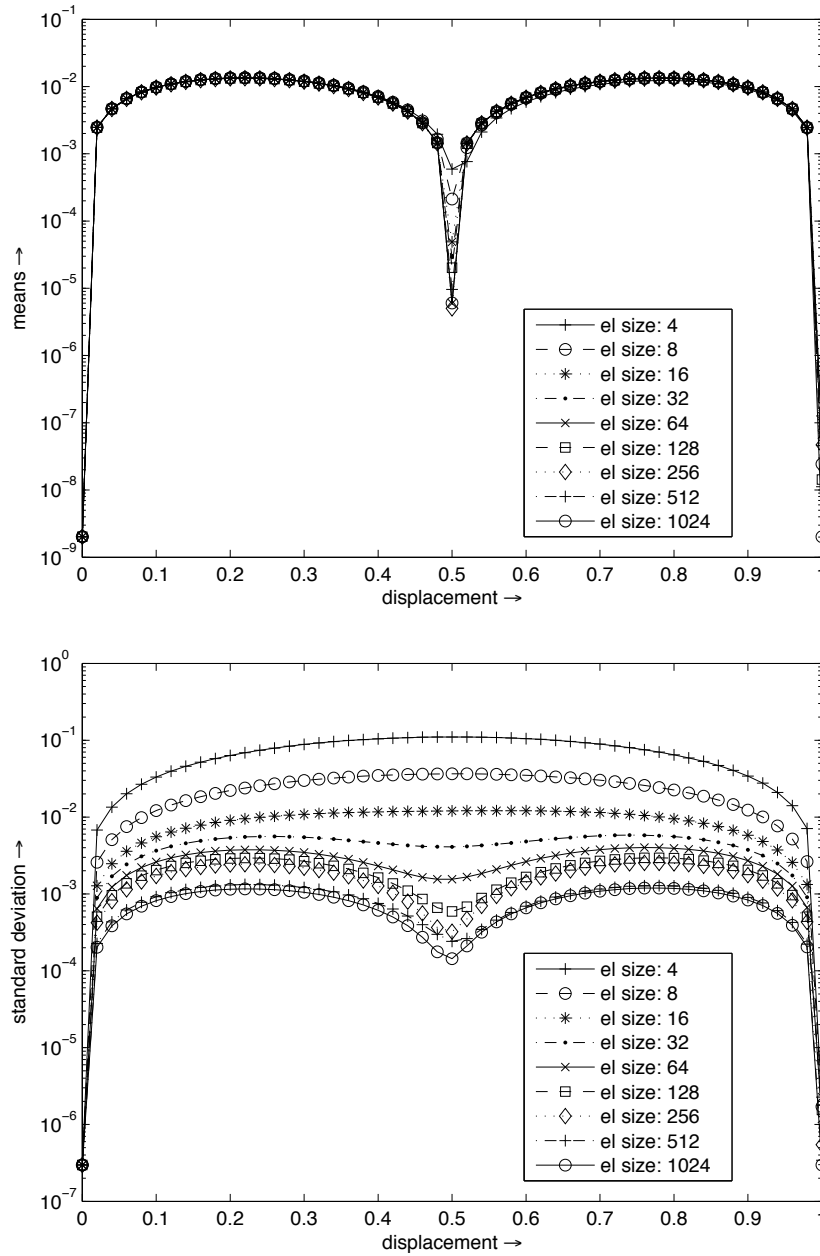 10⁻¹
10⁻²
10⁻³
10⁻⁴
10⁻⁵
10⁻⁶
10⁻⁷
10⁻⁸
10⁻⁹
means →
0 0.1 0.2 0.3 0.4 0.5 0.6 0.7 0.8 0.9 1
displacement →
el size: 4
el size: 8
el size: 16
el size: 32
el size: 64
el size: 128
el size: 256
el size: 512
el size: 1024
10⁰
10⁻¹
10⁻²
10⁻³
10⁻⁴
10⁻⁵
10⁻⁶
10⁻⁷
standard deviation →
0 0.1 0.2 0.3 0.4 0.5 0.6 0.7 0.8 0.9
displacement →
el size: 4
el size: 8
el size: 16
el size: 32
el size: 64
el size: 128
el size: 256
el size: 512
el size: 1024